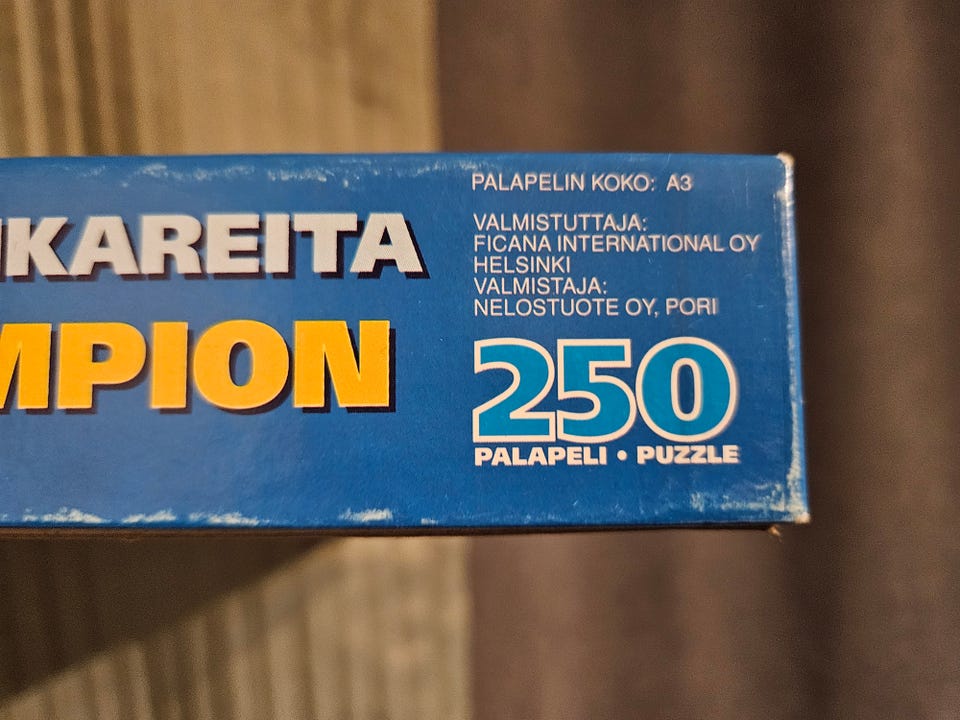 KAREITA
MPION
PALAPELIN KOKO: A3
VALMISTUTTAJA:
FICANA INTERNATIONAL OY
HELSINKI
VALMISTAJA:
NELOSTUOTE OY, PORI
250
PALAPELI • PUZZLE